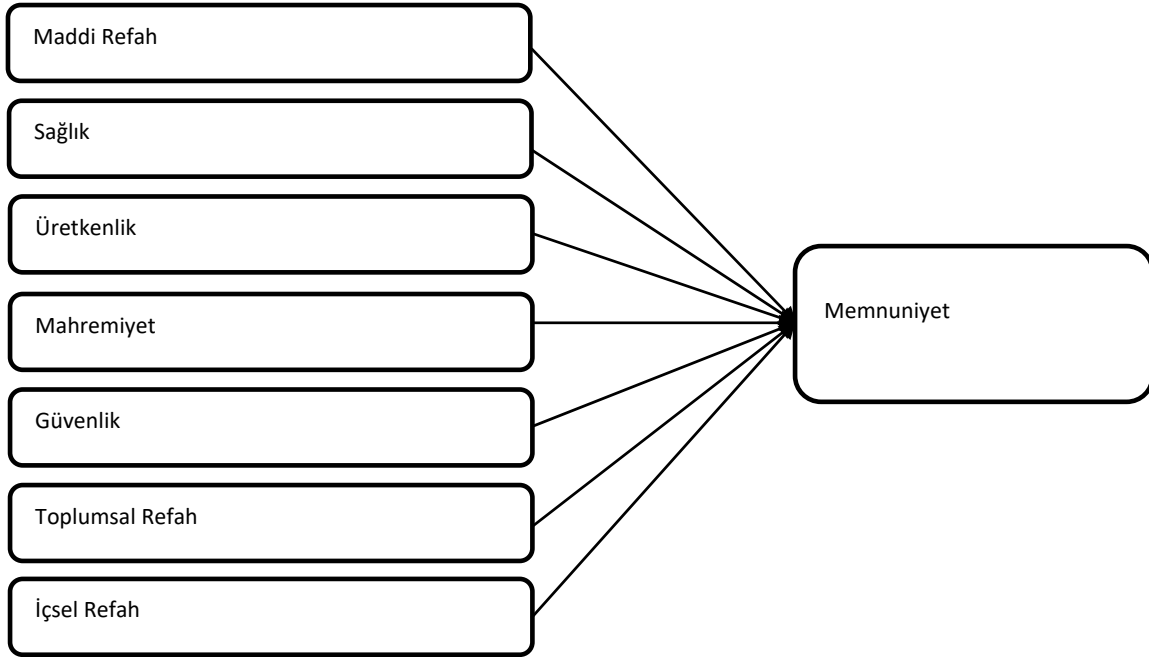 Maddi Refah
Sağlık
Üretkenlik
Mahremiyet
Güvenlik
Toplumsal Refah
İçsel Refah
Memnuniyet